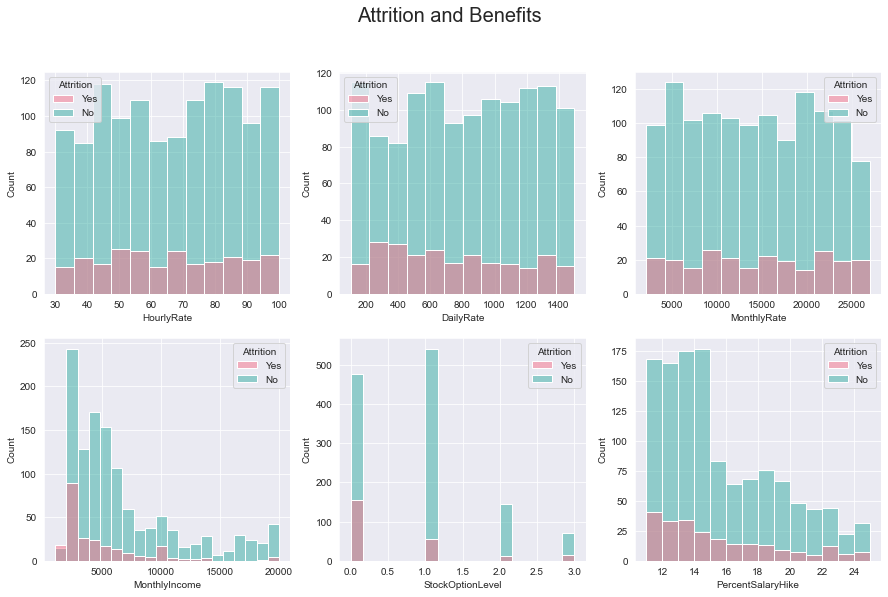 Attrition and Benefits
Attrition
Yes
No
Count
0
20
40
60
80
100
120
30 40 50 60 70 80 90 100
HourlyRate
Attrition
Yes
No
Count
0
20
40
60
80
100
120
200 400 600 800 1000 1200 1400
DailyRate
Attrition
Yes
No
Count
0
20
40
60
80
100
120
5000 10000 15000 20000 25000
MonthlyRate
Attrition
Yes
No
Count
0
50
100
150
200
250
5000 10000 15000 20000
MonthlyIncome
Attrition
Yes
No
Count
0
100
200
300
400
500
0.0 0.5 1.0 1.5 2.0 2.5 3.0
StockOptionLevel
Attrition
Yes
No
Count
0
25
50
75
100
125
150
175
12 14 16 18 20 22 24
PercentSalaryHike